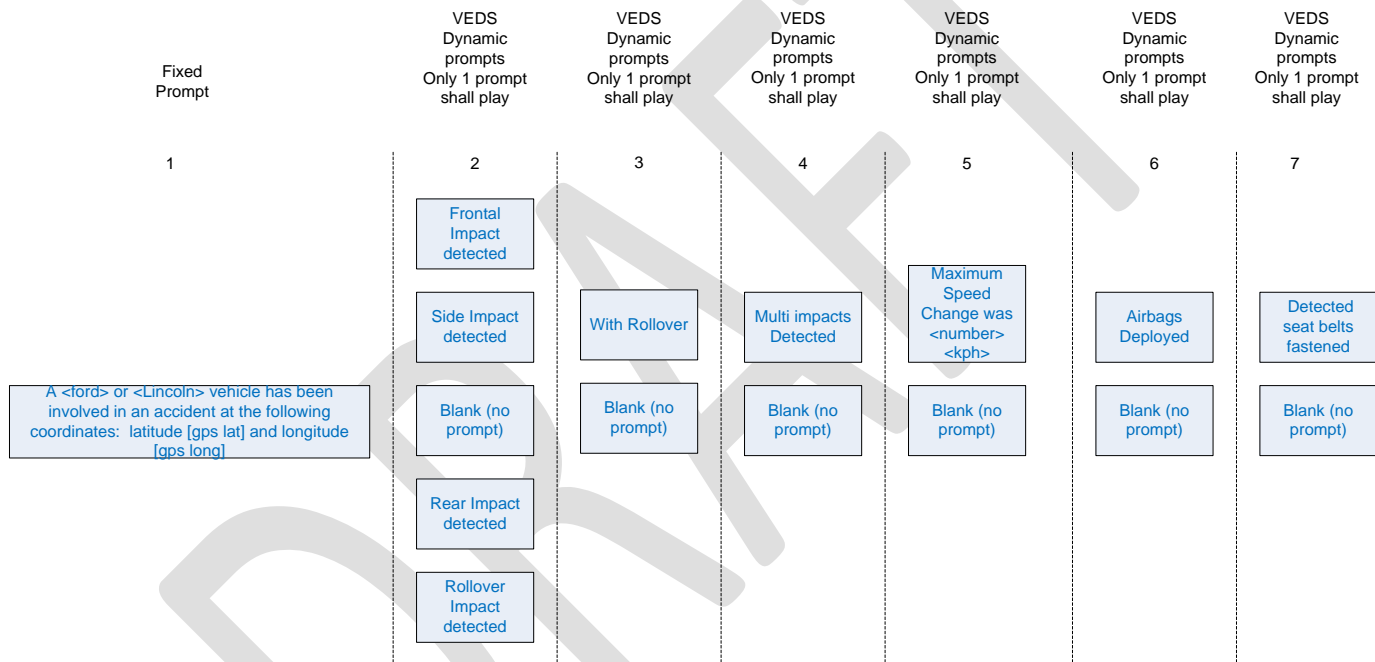 Fixed
Prompt
VEDS
Dynamic
prompts
Only 1 prompt
shall play
VEDS
Dynamic
prompts
Only 1 prompt
shall play
VEDS
Dynamic
prompts
Only 1 prompt
shall play
VEDS
Dynamic
prompts
Only 1 prompt
shall play
VEDS
Dynamic
prompts
Only 1 prompt
shall play
VEDS
Dynamic
prompts
Only 1 prompt
shall play
1
2
3
4
5
6
7
A <ford> or <Lincoln> vehicle has been
involved in an accident at the following
coordinates:  latitude [gps lat] and longitude
[gps long]
Frontal
Impact
detected
Side Impact
detected
Blank (no
prompt)
Rear Impact
detected
Rollover
Impact
detected
With Rollover
Blank (no
prompt)
Multi impacts
Detected
Blank (no
prompt)
Maximum
Speed
Change was
<number>
<kph>
Blank (no
prompt)
Airbags
Deployed
Blank (no
prompt)
Detected
seat belts
fastened
Blank (no
prompt)
DRAFT